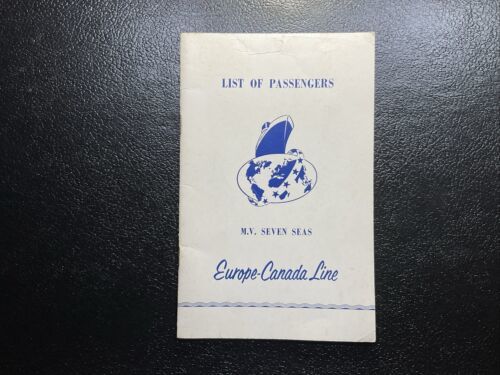 LIST OF PASSENGERS
M.V. SEVEN SEAS
Europe-Canada Line